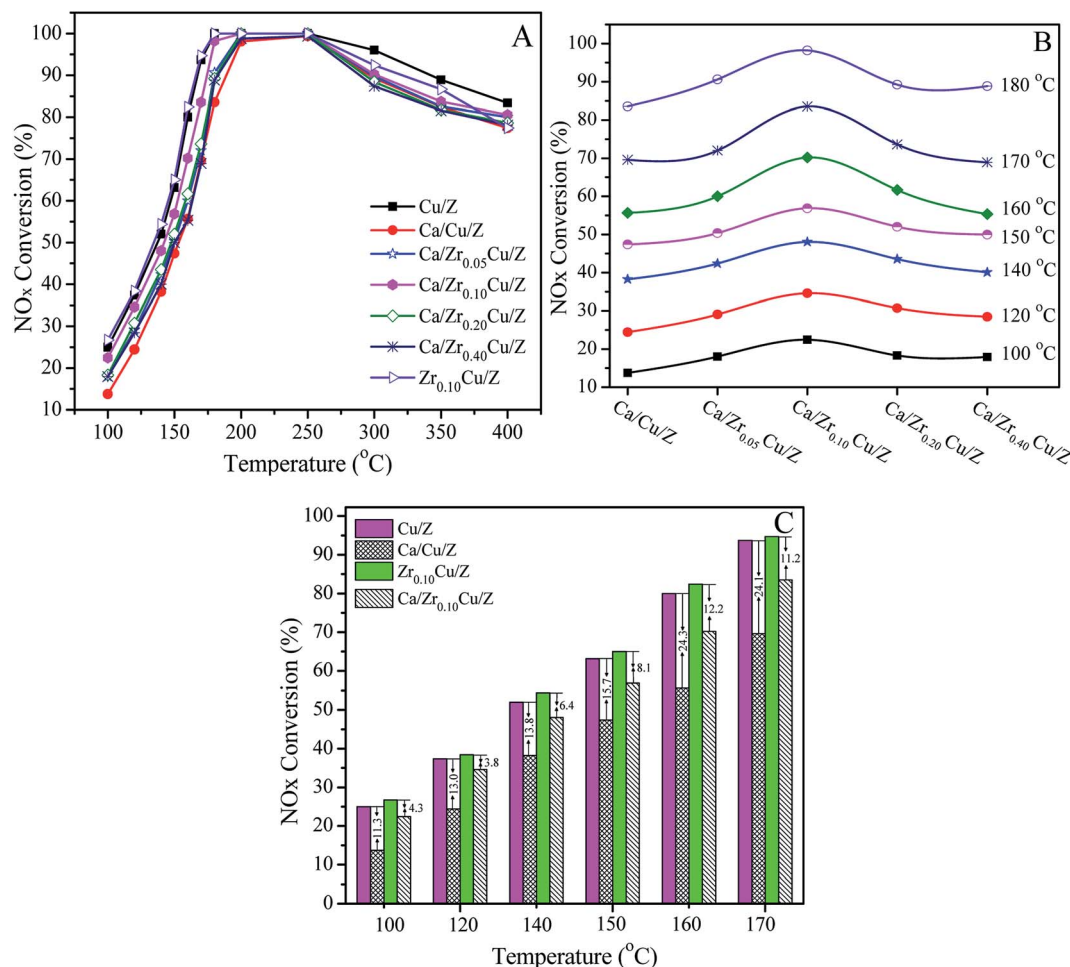 A
NOx Conversion (%)
100
90
80
70
60
50
40
30
20
10
Cu/Z
Ca/Cu/Z
Ca/Zr0.05Cu/Z
Ca/Zr0.10Cu/Z
Ca/Zr0.20Cu/Z
Ca/Zr0.40Cu/Z
Zr0.10Cu/Z
100 150 200 250 300 350 400
Temperature (°C)
B
NOx Conversion (%)
100
90
80
70
60
50
40
30
20
10
180 °C
170 °C
160 °C
150 °C
140 °C
120 °C
100 °C
Ca/Cu/Z
Ca/Zr0.05 Cu/Z
Ca/Zr0.10 Cu/Z
Ca/Zr0.20 Cu/Z
Ca/Zr0.40 Cu/Z
C
NOx Conversion (%)
100
90
80
70
60
50
40
30
20
10
0
Cu/Z
Ca/Cu/Z
Zr0.10Cu/Z
Ca/Zr0.10Cu/Z
11.3
4.3
13.0
3.8
13.8
6.4
15.7
8.1
24.3
12.2
24.1
11.2
100 120 140 150 160 170
Temperature (°C)